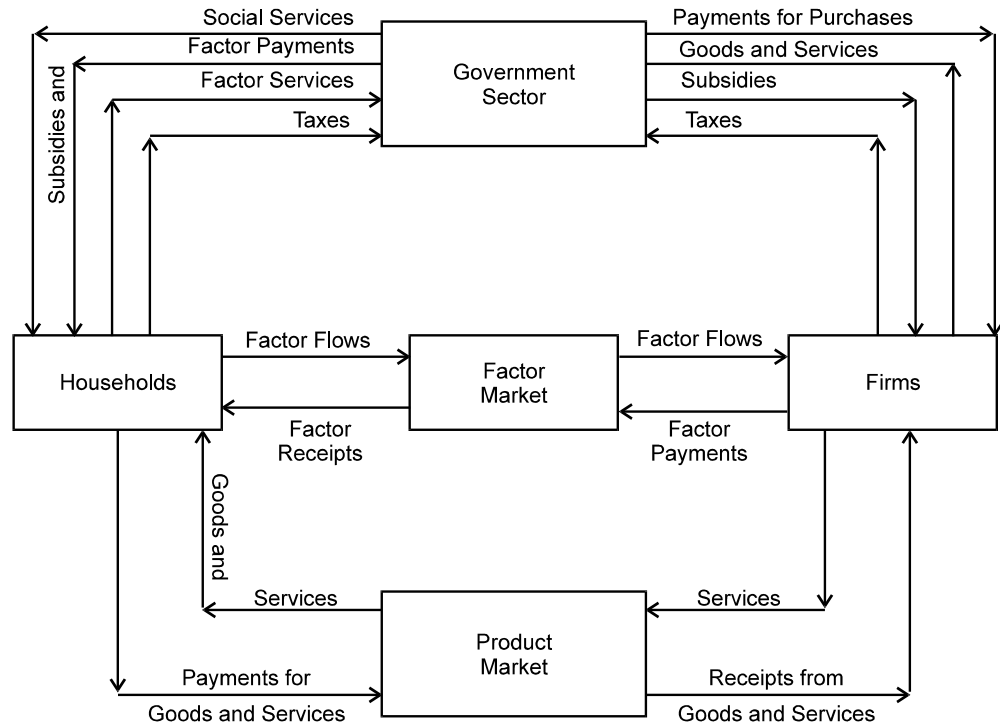 Social Services
Payments for Purchases
Factor Payments
Goods and Services
Subsidies and
Factor Services
Government
Sector
Subsidies
Taxes
Taxes
Factor Flows
Factor Flows
Households
Factor
Market
Firms
Factor
Receipts
Factor
Payments
Goods and
Services
Services
Product
Market
Payments for
Goods and Services
Receipts from
Goods and Services